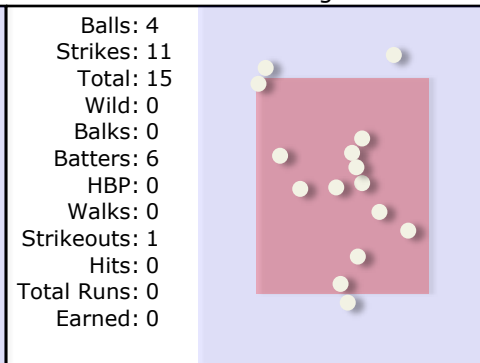 Balls: 4
Strikes: 11
Total: 15
Wild: 0
Balks: 0
Batters: 6
HBP: 0
Walks: 0
Strikeouts: 1
Hits: 0
Total Runs: 0
Earned: 0